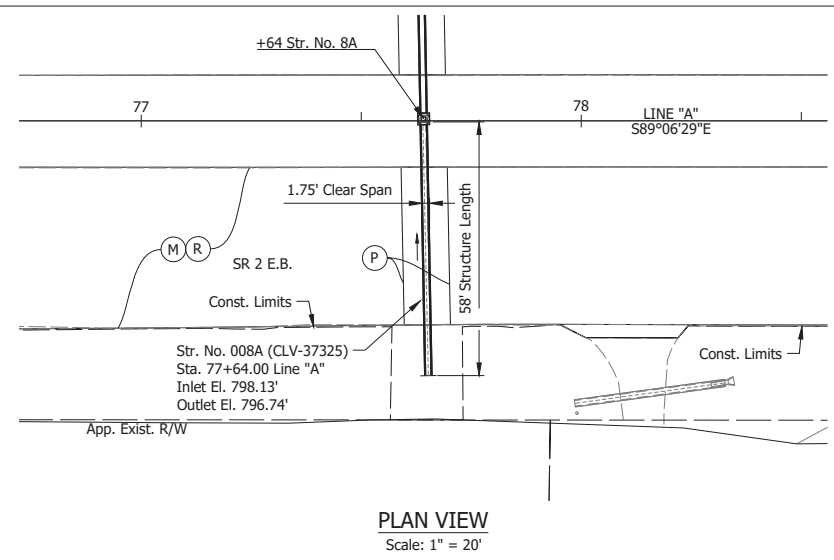 +64 Str. No. 8A
77
78
LINE "A"
S89°06'29"E
1.75' Clear Span
58' Structure Length
M R
SR 2 E.B.
P
Const. Limits
Str. No. 008A (CLV-37325)
Sta. 77+64.00 Line "A"
Inlet El. 798.13'
Outlet El. 796.74'
Const. Limits
App. Exist. R/W
PLAN VIEW
Scale: 1" = 20'